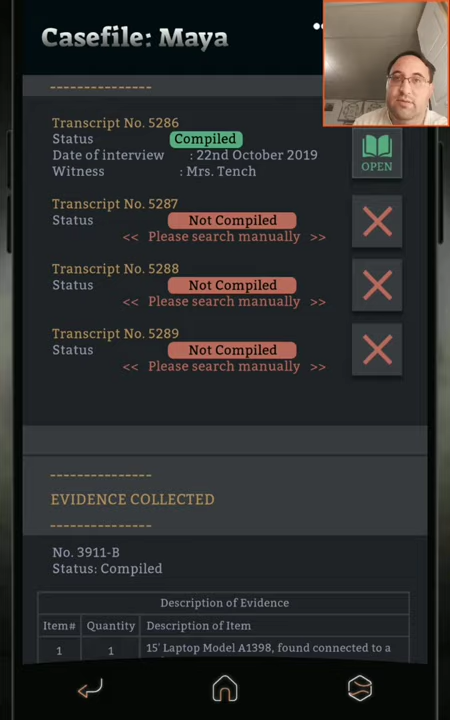 Casefile: Maya
Transcript No. 5286
Status Compiled
Date of interview : 22nd October 2019
Witness : Mrs. Tench
OPEN
Transcript No. 5287
Status Not Compiled
<< Please search manually >>
Transcript No. 5288
Status Not Compiled
<< Please search manually >>
Transcript No. 5289
Status Not Compiled
<< Please search manually >>
EVIDENCE COLLECTED
No. 3911-B
Status: Compiled
Description of Evidence
Item# Quantity Description of Item
1 1 15' Laptop Model A1398, found connected to a